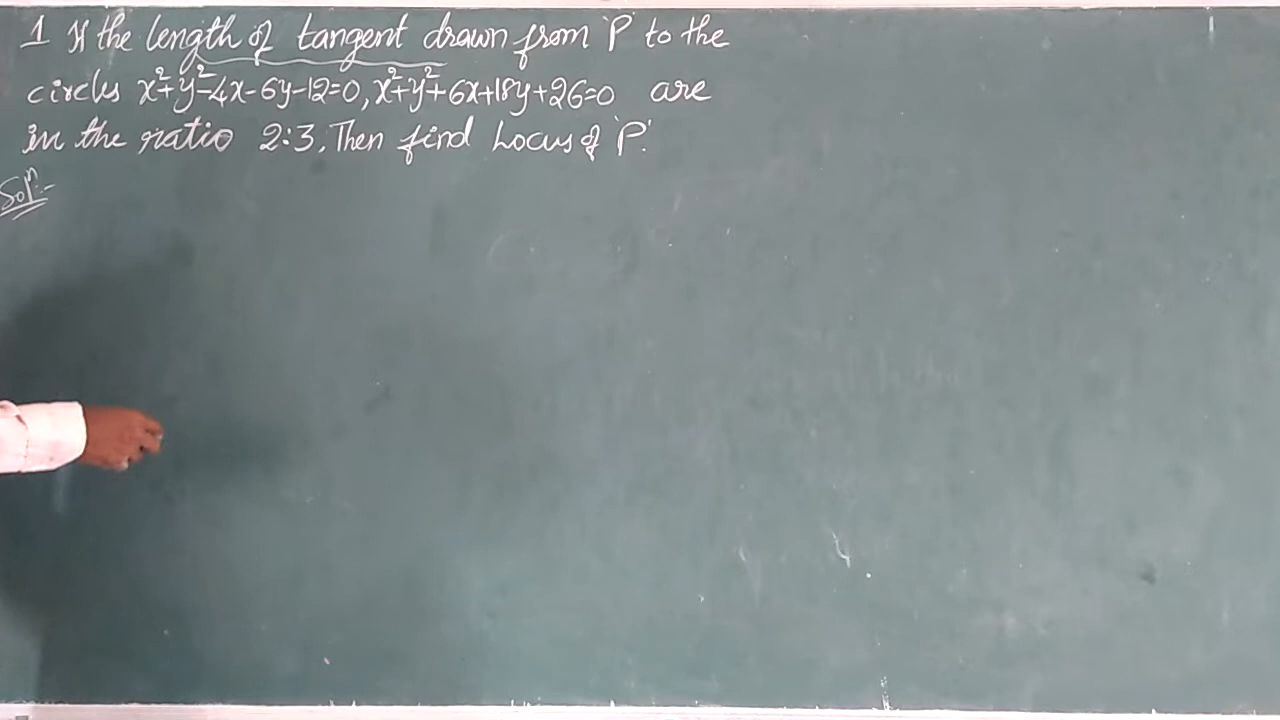 1 If the length of tangent drawn from 'P' to the
circles x²+y²-4x-6y-12=0, x²+y²+6x+18y+26=0 are
in the ratio 2:3. Then find Locus of 'P'.
Solⁿ:-